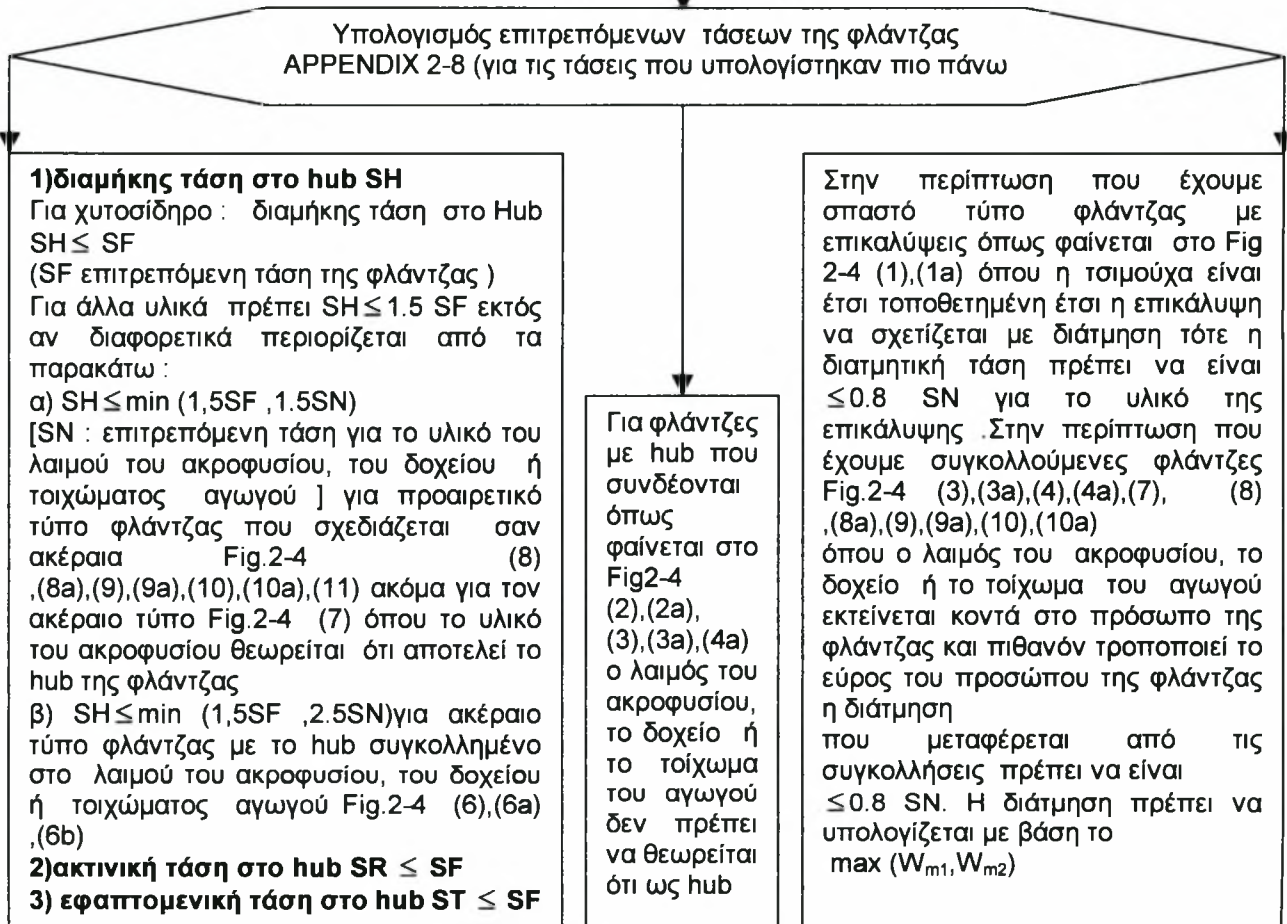 Υπολογισμός επιτρεπόμενων τάσεων της φλάντζας
APPENDIX 2-8 (για τις τάσεις που υπολογίστηκαν πιο πάνω
1)διαμήκης τάση στο hub SH
Για χυτοσίδηρο : διαμήκης τάση στο Hub
SH≤ SF
(SF επιτρεπόμενη τάση της φλάντζας )
Για άλλα υλικά πρέπει SH≤1.5 SF εκτός
αν διαφορετικά περιορίζεται από τα
παρακάτω :
α) SH≤min (1,5SF ,1.5SN)
[SN : επιτρεπόμενη τάση για το υλικό του
λαιμού του ακροφυσίου, του δοχείου ή
τοιχώματος αγωγού ] για προαιρετικό
τύπο φλάντζας που σχεδιάζεται σαν
ακέραια Fig.2-4 (8)
,(8a),(9),(9a),(10),(10a),(11) ακόμα για τον
ακέραιο τύπο Fig.2-4 (7) όπου το υλικό
του ακροφυσίου θεωρείται ότι αποτελεί το
hub της φλάντζας
β) SH≤min (1,5SF ,2.5SN)για ακέραιο
τύπο φλάντζας με το hub συγκολλημένο
στο λαιμού του ακροφυσίου, του δοχείου
ή τοιχώματος αγωγού Fig.2-4 (6),(6a)
,(6b)
2)ακτινική τάση στο hub SR ≤ SF
3) εφαπτομενική τάση στο hub ST ≤ SF
Για φλάντζες
με hub που
συνδέονται
όπως
φαίνεται στο
Fig2-4
(2),(2a),
(3),(3a),(4a)
ο λαιμός του
ακροφυσίου,
το δοχείο ή
το τοίχωμα
του αγωγού
δεν πρέπει
να θεωρείται
ότι ως hub
Στην περίπτωση που έχουμε
σπαστό τύπο φλάντζας με
επικαλύψεις όπως φαίνεται στο Fig
2-4 (1),(1a) όπου η τσιμούχα είναι
έτσι τοποθετημένη έτσι η επικάλυψη
να σχετίζεται με διάτμηση τότε η
διατμητική τάση πρέπει να είναι
≤0.8 SN για το υλικό της
επικάλυψης .Στην περίπτωση που
έχουμε συγκολλούμενες φλάντζες
Fig.2-4 (3),(3a),(4),(4a),(7), (8)
,(8a),(9),(9a),(10),(10a)
όπου ο λαιμός του ακροφυσίου, το
δοχείο ή το τοίχωμα του αγωγού
εκτείνεται κοντά στο πρόσωπο της
φλάντζας και πιθανόν τροποποιεί το
εύρος του προσώπου της φλάντζας
η διάτμηση
που μεταφέρεται από τις
συγκολλήσεις πρέπει να είναι
≤0.8 SN. Η διάτμηση πρέπει να
υπολογίζεται με βάση το
max (Wm1,Wm2)